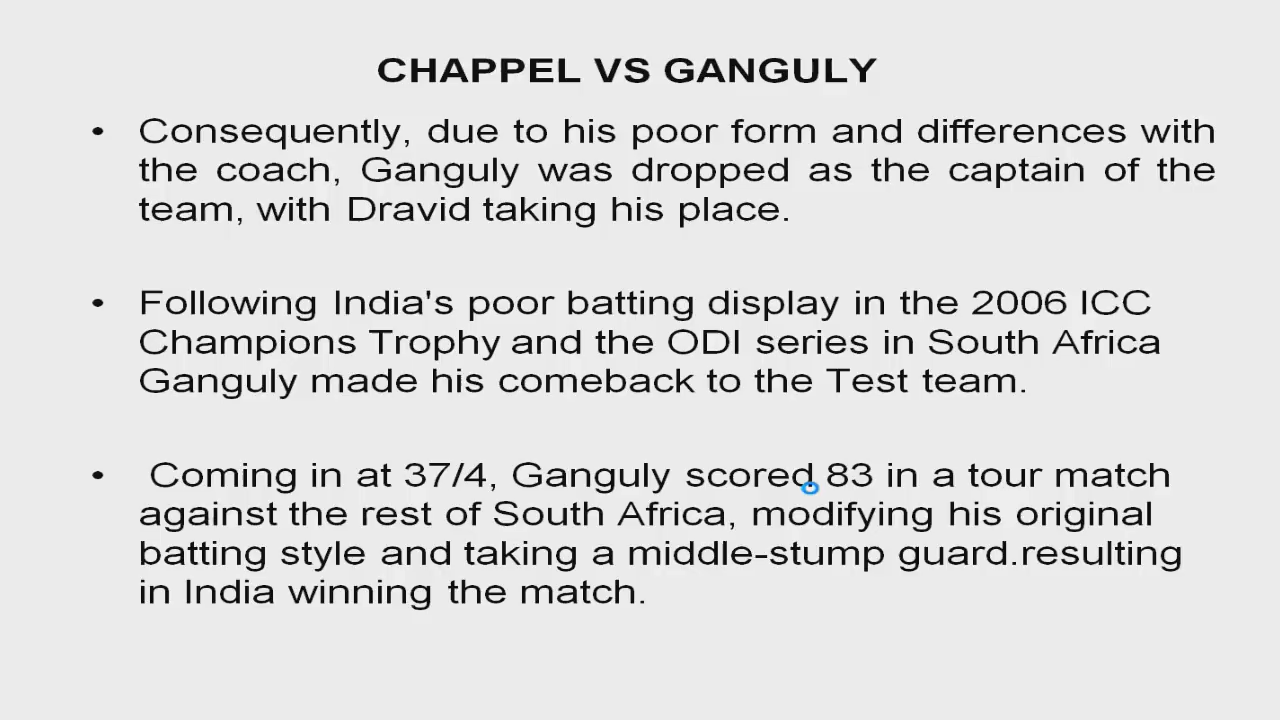 CHAPPEL VS GANGULY
• Consequently, due to his poor form and differences with
the coach, Ganguly was dropped as the captain of the
team, with Dravid taking his place.
• Following India's poor batting display in the 2006 ICC
Champions Trophy and the ODI series in South Africa
Ganguly made his comeback to the Test team.
• Coming in at 37/4, Ganguly scored 83 in a tour match
against the rest of South Africa, modifying his original
batting style and taking a middle-stump guard.resulting
in India winning the match.